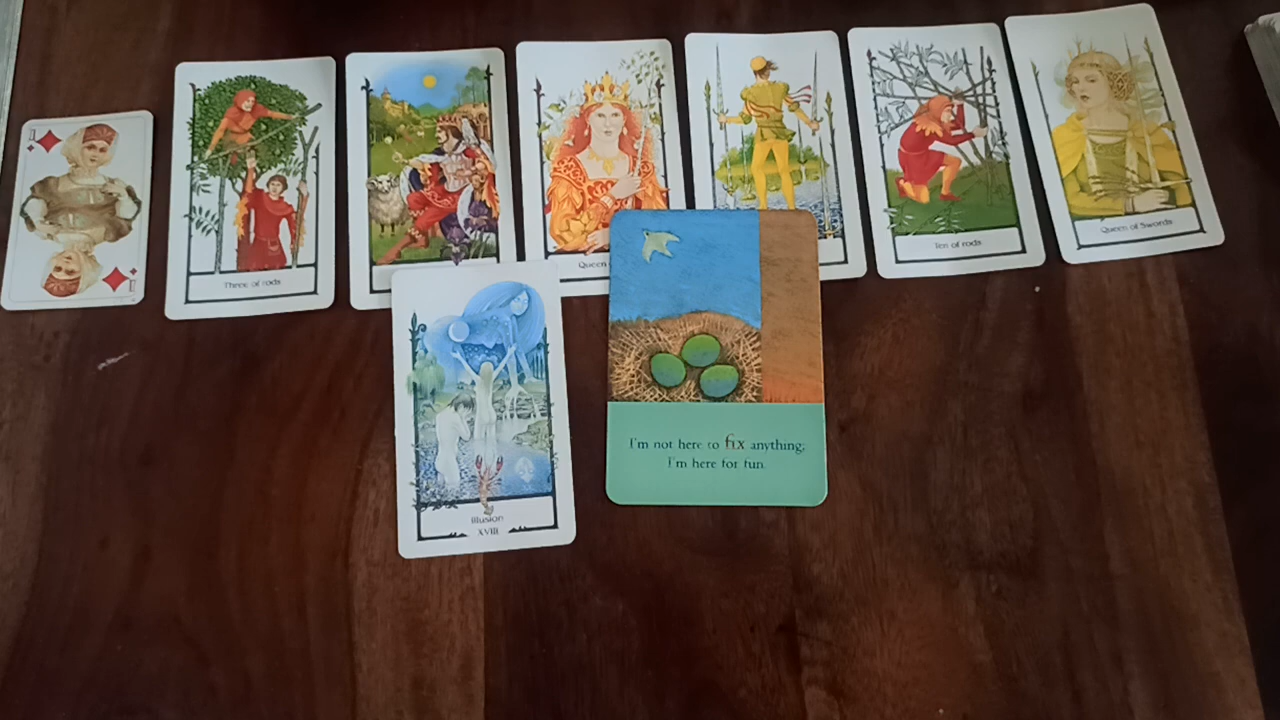 Three of rods
Queen
Ten of rods
Queen of Swords
Illusion
XVIII
I'm not here to fix anything;
I'm here for fun.